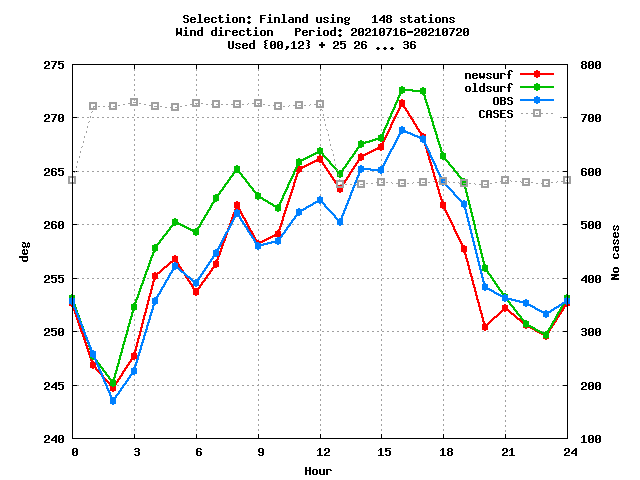 Selection: Finland using   148 stations
Wind direction   Period: 20210716-20210720
Used {00,12} + 25 26 ... 36
275 800
newsurf
oldsurf
OBS
CASES
270 700
265 600
260 500
deg
No cases
255 400
250 300
245 200
240 100
0 3 6 9 12 15 18 21 24
Hour